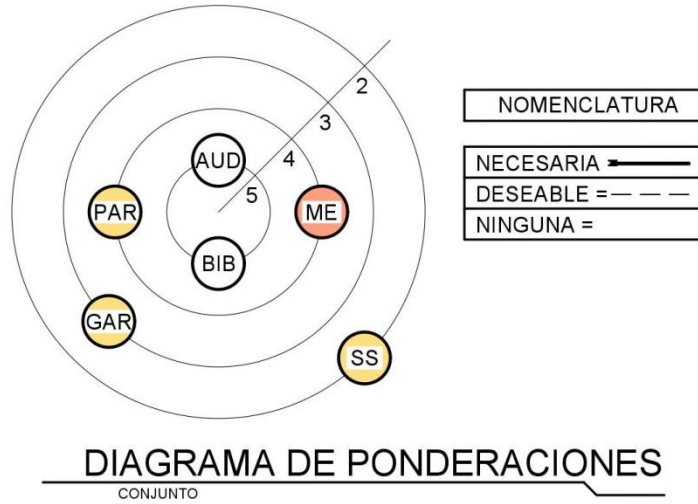 2
3
4
5
AUD
PAR
ME
BIB
GAR
SS
NOMENCLATURA
NECESARIA
DESEABLE =
NINGUNA =
DIAGRAMA DE PONDERACIONES
CONJUNTO